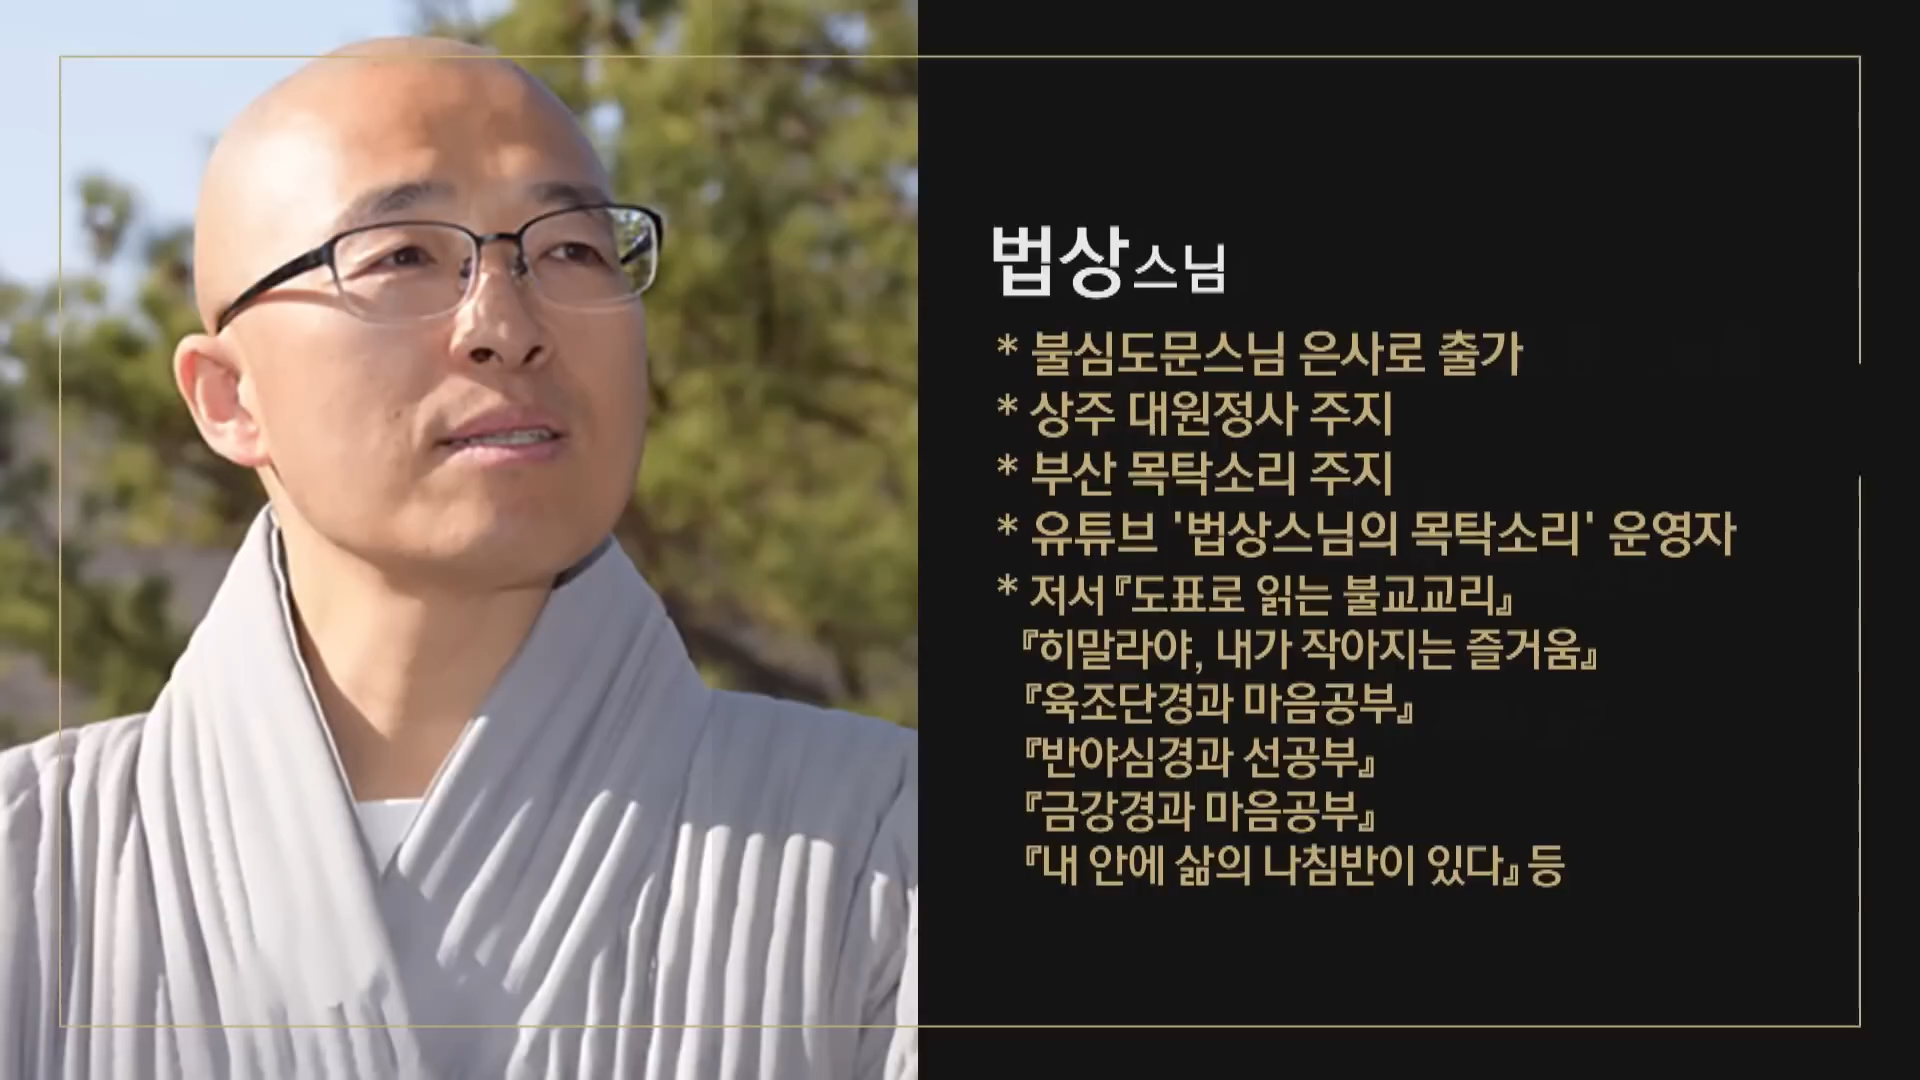 법상스님
* 불심도문스님 은사로 출가
* 상주 대원정사 주지
* 부산 목탁소리 주지
* 유튜브 '법상스님의 목탁소리' 운영자
* 저서『도표로 읽는 불교교리』
『히말라야, 내가 작아지는 즐거움』
『육조단경과 마음공부』
『반야심경과 선공부』
『금강경과 마음공부』
『내 안에 삶의 나침반이 있다』 등